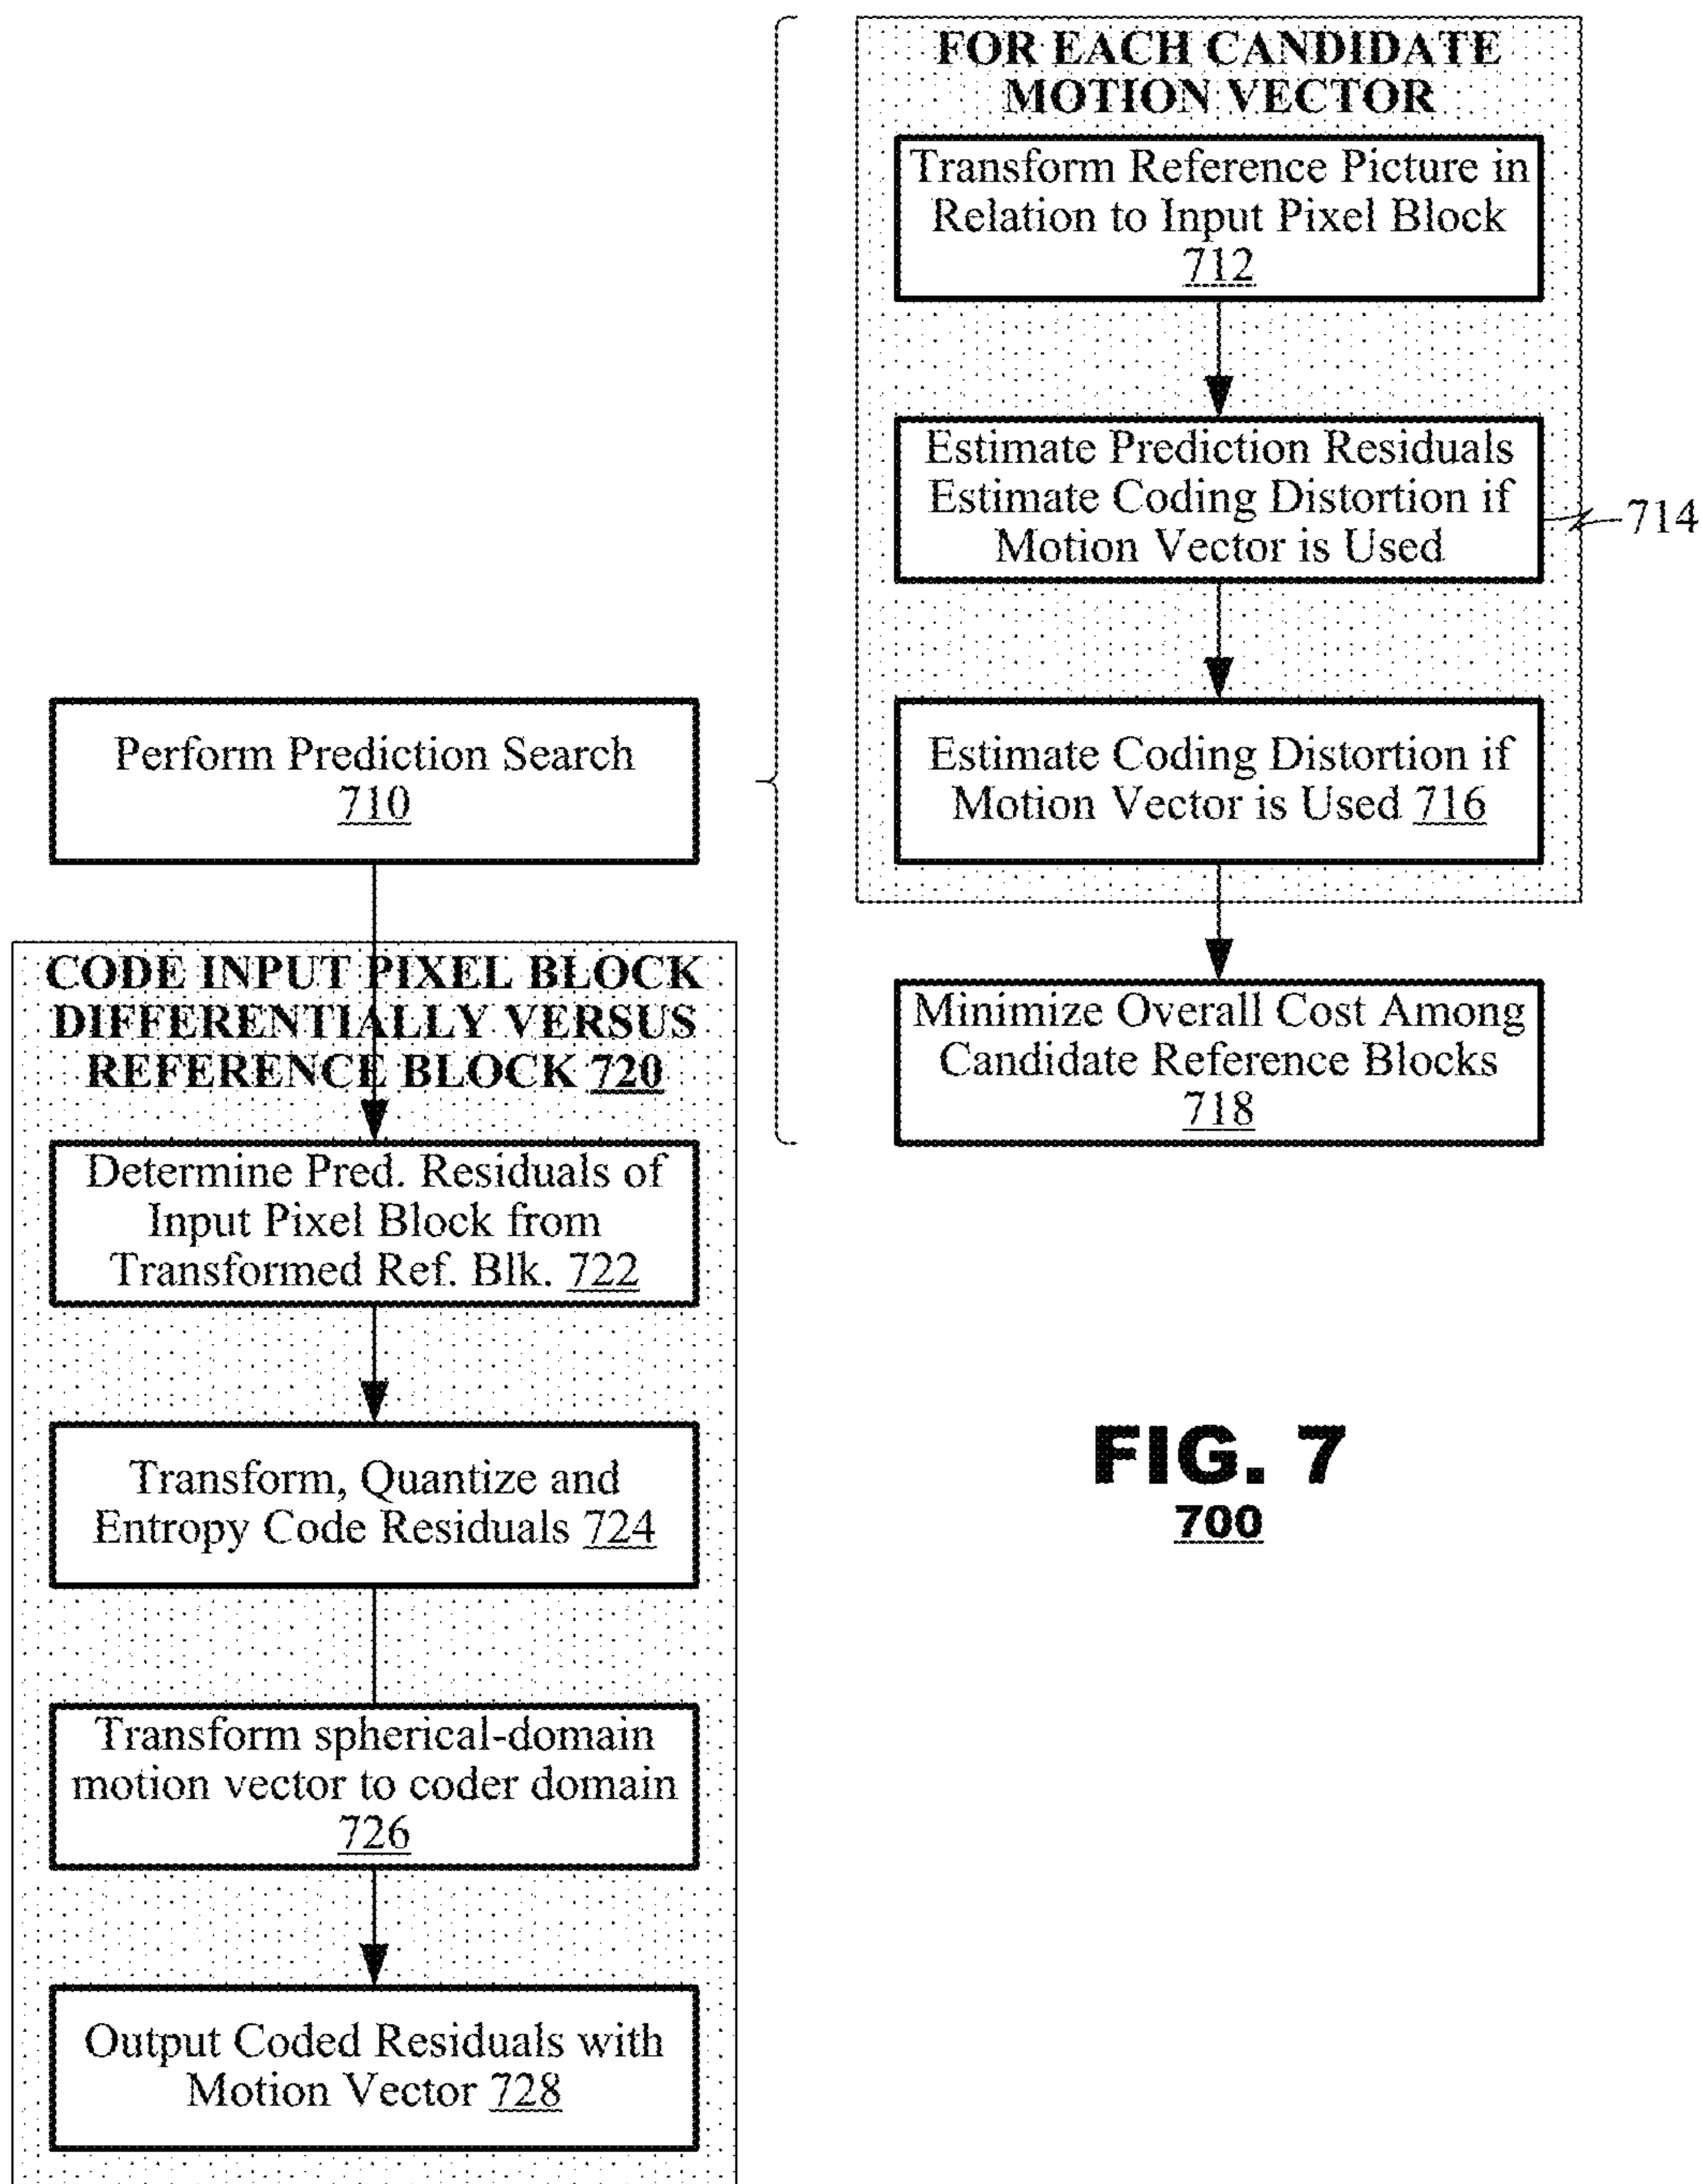 FOR EACH CANDIDATE
MOTION VECTOR
Transform Reference Picture in
Relation to Input Pixel Block
712
Estimate Prediction Residuals
Estimate Coding Distortion if
Motion Vector is Used
714
Estimate Coding Distortion if
Motion Vector is Used 716
Minimize Overall Cost Among
Candidate Reference Blocks
718
Perform Prediction Search
710
CODE INPUT PIXEL BLOCK
DIFFERENTIALLY VERSUS
REFERENCE BLOCK 720
Determine Pred. Residuals of
Input Pixel Block from
Transformed Ref. Blk. 722
Transform, Quantize and
Entropy Code Residuals 724
Transform spherical-domain
motion vector to coder domain
726
Output Coded Residuals with
Motion Vector 728
FIG. 7
700